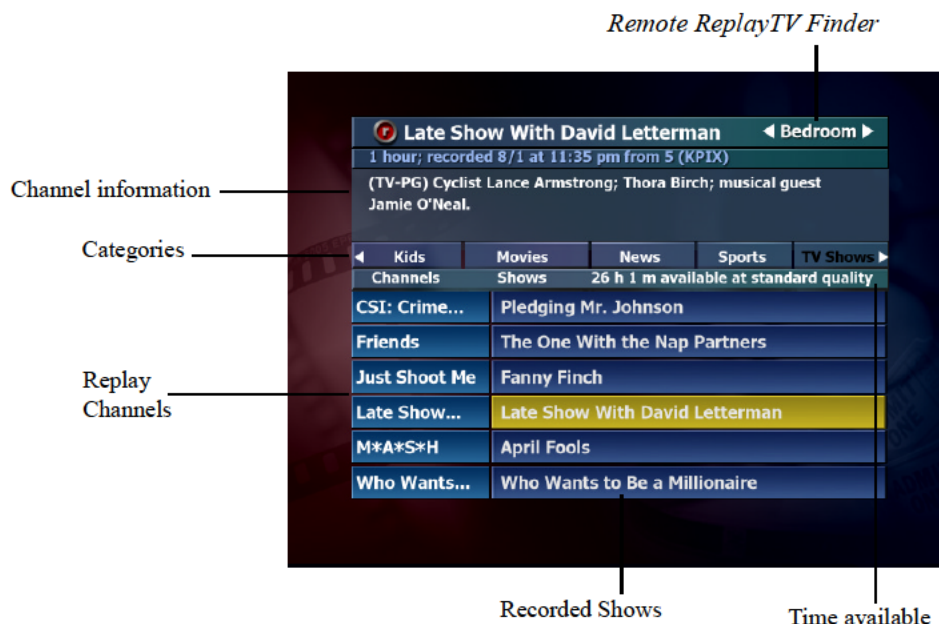 Remote ReplayTV Finder
r Late Show With David Letterman ◀ Bedroom ▶
1 hour; recorded 8/1 at 11:35 pm from 5 (KPIX)
Channel information
(TV-PG) Cyclist Lance Armstrong; Thora Birch; musical guest
Jamie O'Neal.
Categories
◀ Kids Movies News Sports TV Shows ▶
Channels Shows 26 h 1 m available at standard quality
CSI: Crime... Pledging Mr. Johnson
Friends The One With the Nap Partners
Replay
Channels
Just Shoot Me Fanny Finch
Late Show... Late Show With David Letterman
M*A*S*H April Fools
Who Wants... Who Wants to Be a Millionaire
Recorded Shows
Time available